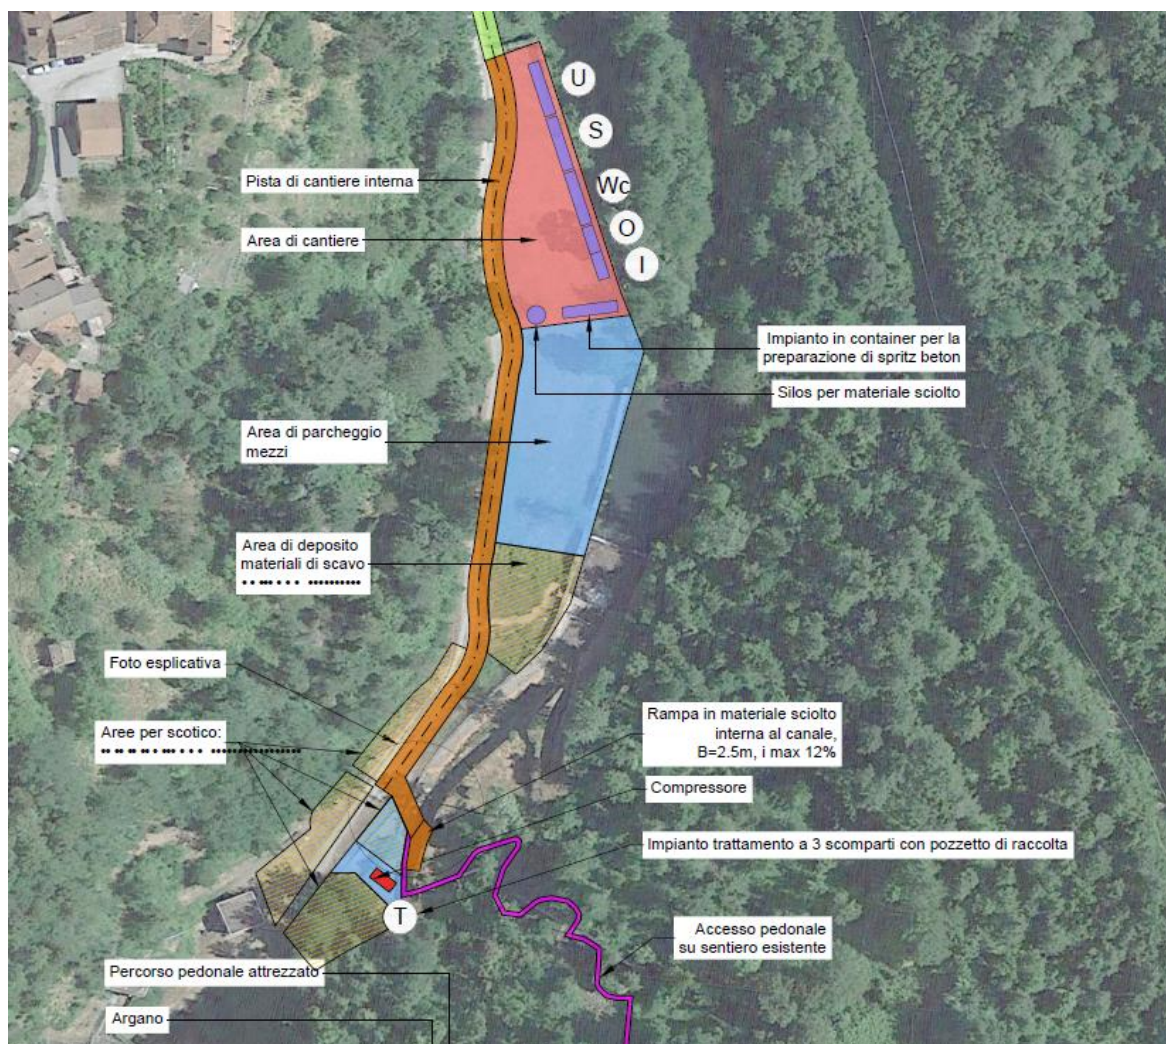 U
S
Wc
O
I
Pista di cantiere interna
Area di cantiere
Impianto in container per la
preparazione di spritz beton
Silos per materiale sciolto
Area di parcheggio
mezzi
Area di deposito
materiali di scavo
Foto esplicativa
Aree per scotico:
Rampa in materiale sciolto
interna al canale,
B=2.5m, i max 12%
Compressore
Impianto trattamento a 3 scomparti con pozzetto di raccolta
T
Accesso pedonale
su sentiero esistente
Percorso pedonale attrezzato
Argano